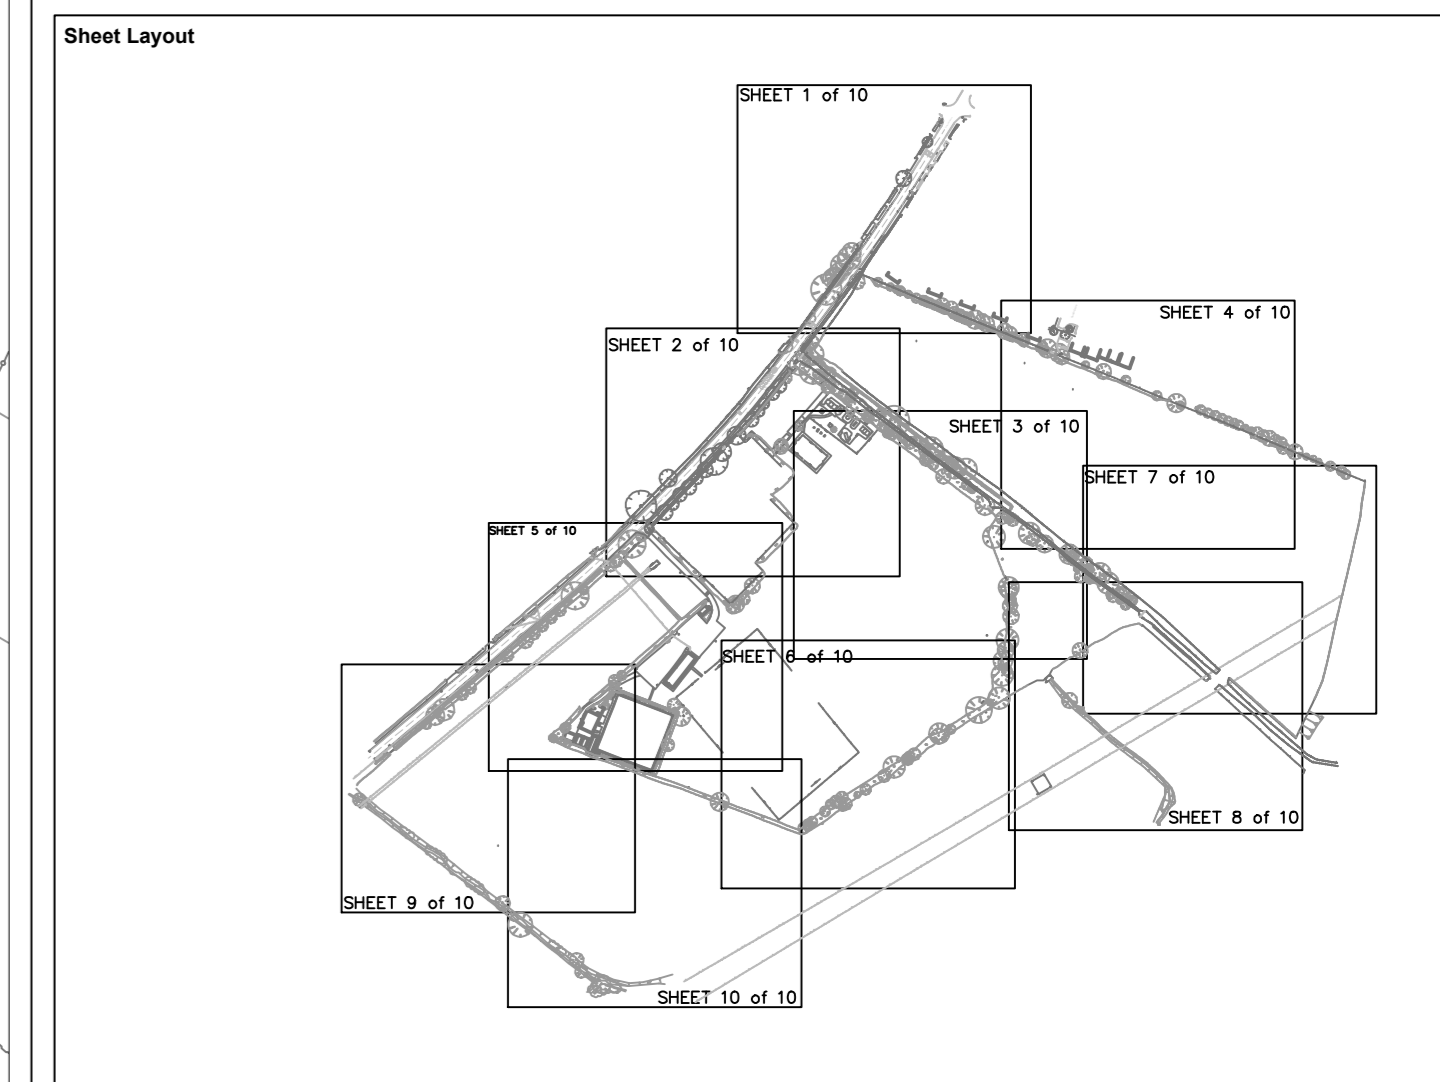 Sheet Layout
SHEET 1 of 10
SHEET 4 of 10
SHEET 2 of 10
SHEET 3 of 10
SHEET 7 of 10
SHEET 5 of 10
SHEET 6 of 10
SHEET 8 of 10
SHEET 9 of 10
SHEET 10 of 10